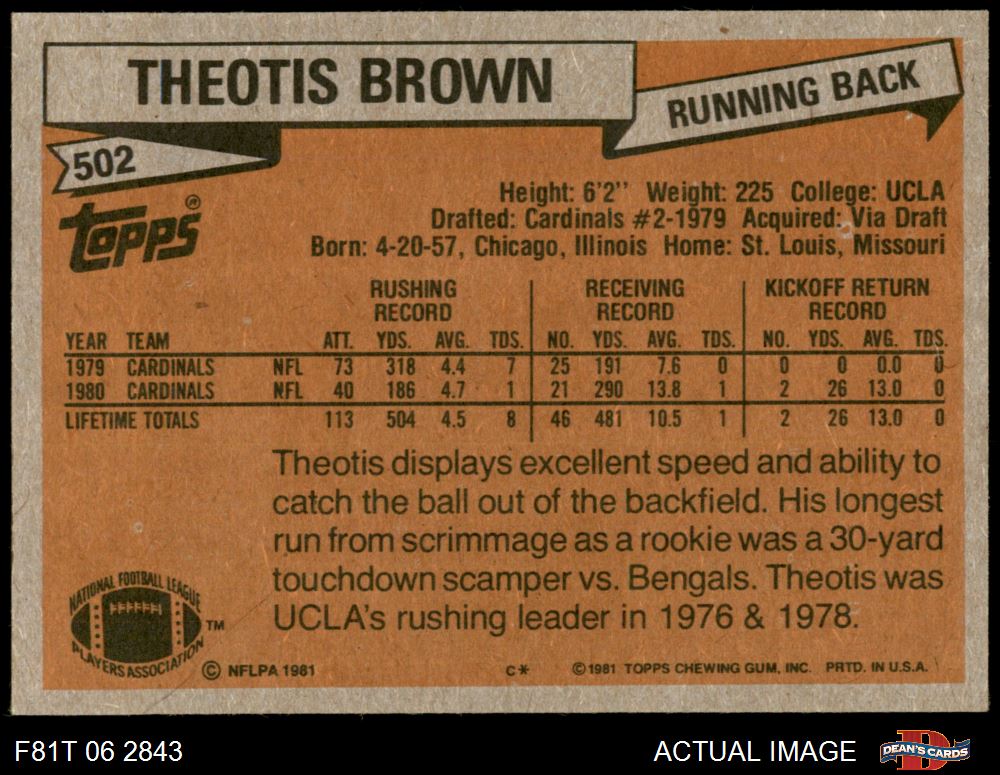 THEOTIS BROWN
RUNNING BACK
502
TOPPS®
Height: 6'2'' Weight: 225 College: UCLA
Drafted: Cardinals #2-1979 Acquired: Via Draft
Born: 4-20-57, Chicago, Illinois Home: St. Louis, Missouri
RUSHING RECORD RECEIVING RECORD KICKOFF RETURN RECORD
YEAR TEAM ATT. YDS. AVG. TDS. NO. YDS. AVG. TDS. NO. YDS. AVG. TDS.
1979 CARDINALS NFL 73 318 4.4 7 25 191 7.6 0 0 0 0.0 0
1980 CARDINALS NFL 40 186 4.7 1 21 290 13.8 1 2 26 13.0 0
LIFETIME TOTALS 113 504 4.5 8 46 481 10.5 1 2 26 13.0 0
Theotis displays excellent speed and ability to
catch the ball out of the backfield. His longest
run from scrimmage as a rookie was a 30-yard
touchdown scamper vs. Bengals. Theotis was
UCLA's rushing leader in 1976 & 1978.
NATIONAL FOOTBALL LEAGUE
PLAYERS ASSOCIATION
TM
© NFLPA 1981 C* ©1981 TOPPS CHEWING GUM, INC. PRTD. IN U.S.A.
F81T 06 2843 ACTUAL IMAGE D DEAN'S CARDS